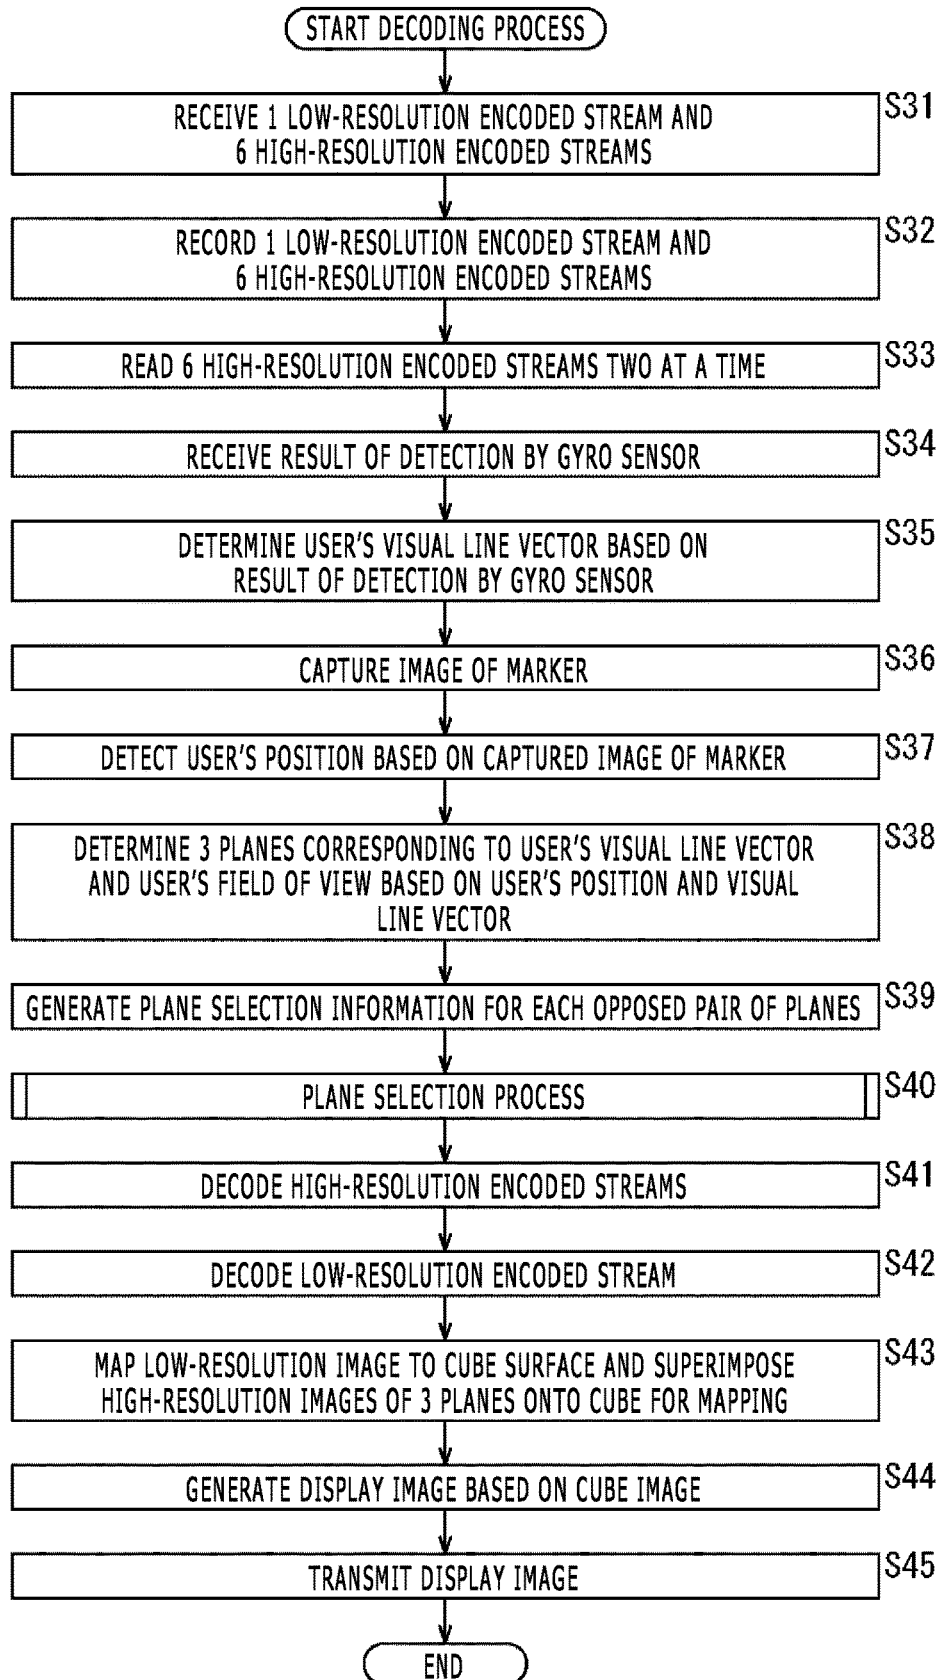 START DECODING PROCESS
S31
RECEIVE 1 LOW-RESOLUTION ENCODED STREAM AND
6 HIGH-RESOLUTION ENCODED STREAMS
S32
RECORD 1 LOW-RESOLUTION ENCODED STREAM AND
6 HIGH-RESOLUTION ENCODED STREAMS
S33
READ 6 HIGH-RESOLUTION ENCODED STREAMS TWO AT A TIME
S34
RECEIVE RESULT OF DETECTION BY GYRO SENSOR
S35
DETERMINE USER'S VISUAL LINE VECTOR BASED ON
RESULT OF DETECTION BY GYRO SENSOR
S36
CAPTURE IMAGE OF MARKER
S37
DETECT USER'S POSITION BASED ON CAPTURED IMAGE OF MARKER
S38
DETERMINE 3 PLANES CORRESPONDING TO USER'S VISUAL LINE VECTOR
AND USER'S FIELD OF VIEW BASED ON USER'S POSITION AND VISUAL
LINE VECTOR
S39
GENERATE PLANE SELECTION INFORMATION FOR EACH OPPOSED PAIR OF PLANES
S40
PLANE SELECTION PROCESS
S41
DECODE HIGH-RESOLUTION ENCODED STREAMS
S42
DECODE LOW-RESOLUTION ENCODED STREAM
S43
MAP LOW-RESOLUTION IMAGE TO CUBE SURFACE AND SUPERIMPOSE
HIGH-RESOLUTION IMAGES OF 3 PLANES ONTO CUBE FOR MAPPING
S44
GENERATE DISPLAY IMAGE BASED ON CUBE IMAGE
S45
TRANSMIT DISPLAY IMAGE
END